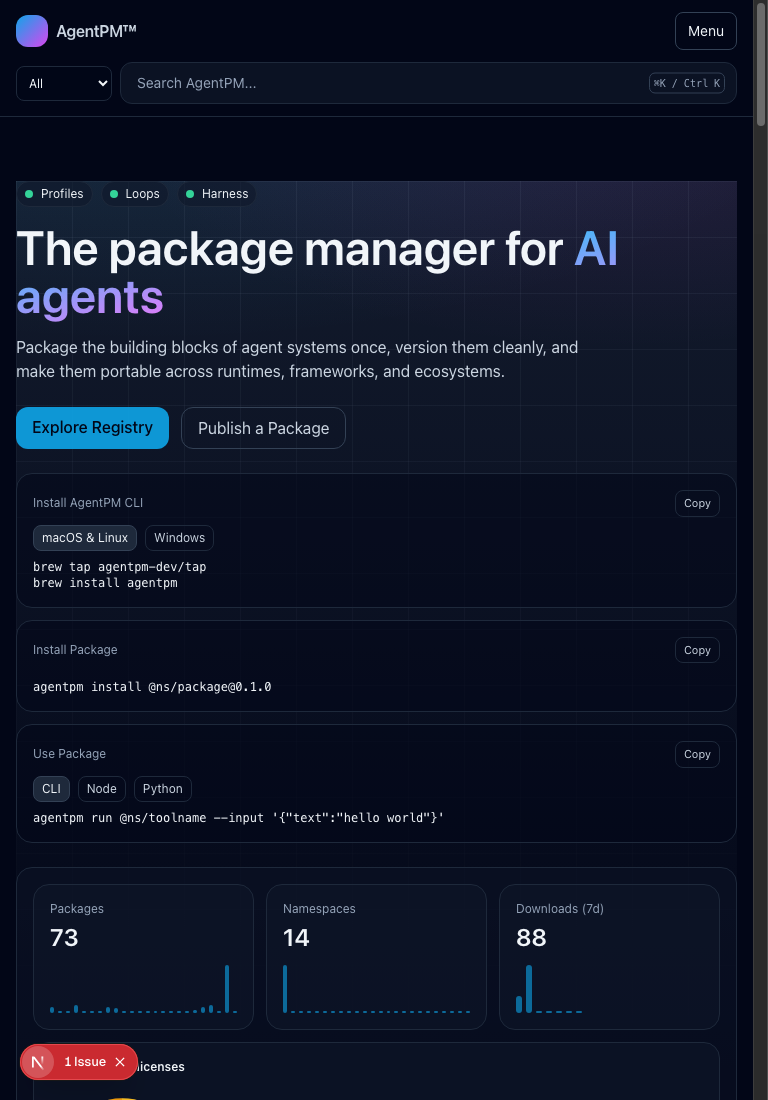 AgentPM™
Menu
All
Search AgentPM...
⌘K / Ctrl K
Profiles
Loops
Harness
The package manager for AI
agents
Package the building blocks of agent systems once, version them cleanly, and
make them portable across runtimes, frameworks, and ecosystems.
Explore Registry
Publish a Package
Install AgentPM CLI
Copy
macOS & Linux
Windows
brew tap agentpm-dev/tap
brew install agentpm
Install Package
Copy
agentpm install @ns/package@0.1.0
Use Package
Copy
CLI
Node
Python
agentpm run @ns/toolname --input '{"text":"hello world"}'
Packages
73
Namespaces
14
Downloads (7d)
88
N
1 Issue
licenses